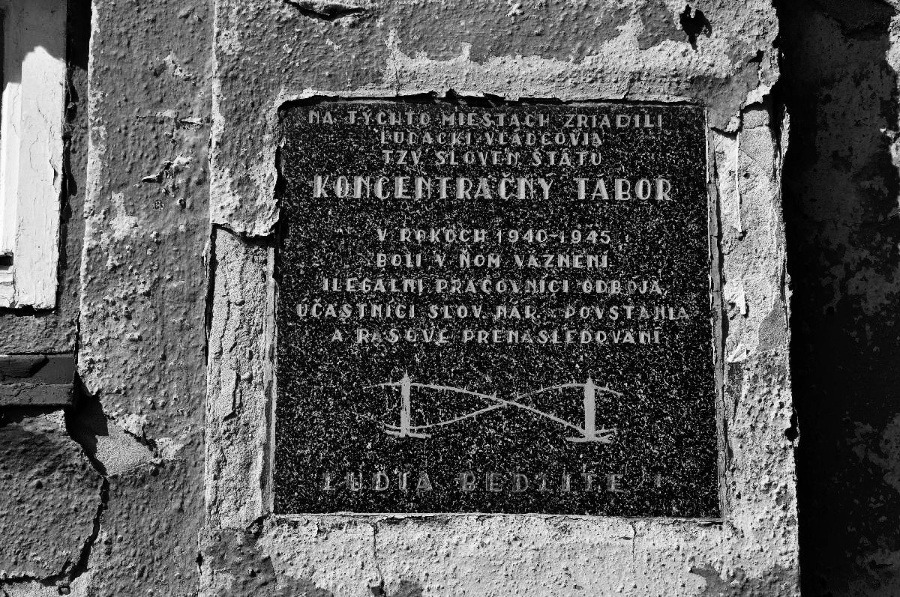 NA TÝCHTO MIESTACH ZRIADILI
ĽUDÁCKI VLÁDCOVIA
TZV SLOVEN ŠTÁTU
KONCENTRAČNÝ TÁBOR
V ROKOCH 1940-1945
BOLI V ŇOM VÄZNENÍ
ILEGÁLNI PRACOVNÍCI ODBOJA,
ÚČASTNÍCI SLOV. NÁR. POVSTANIA
A RASOVE PRENASLEDOVANÍ
ĽUDIA BEDLITE !